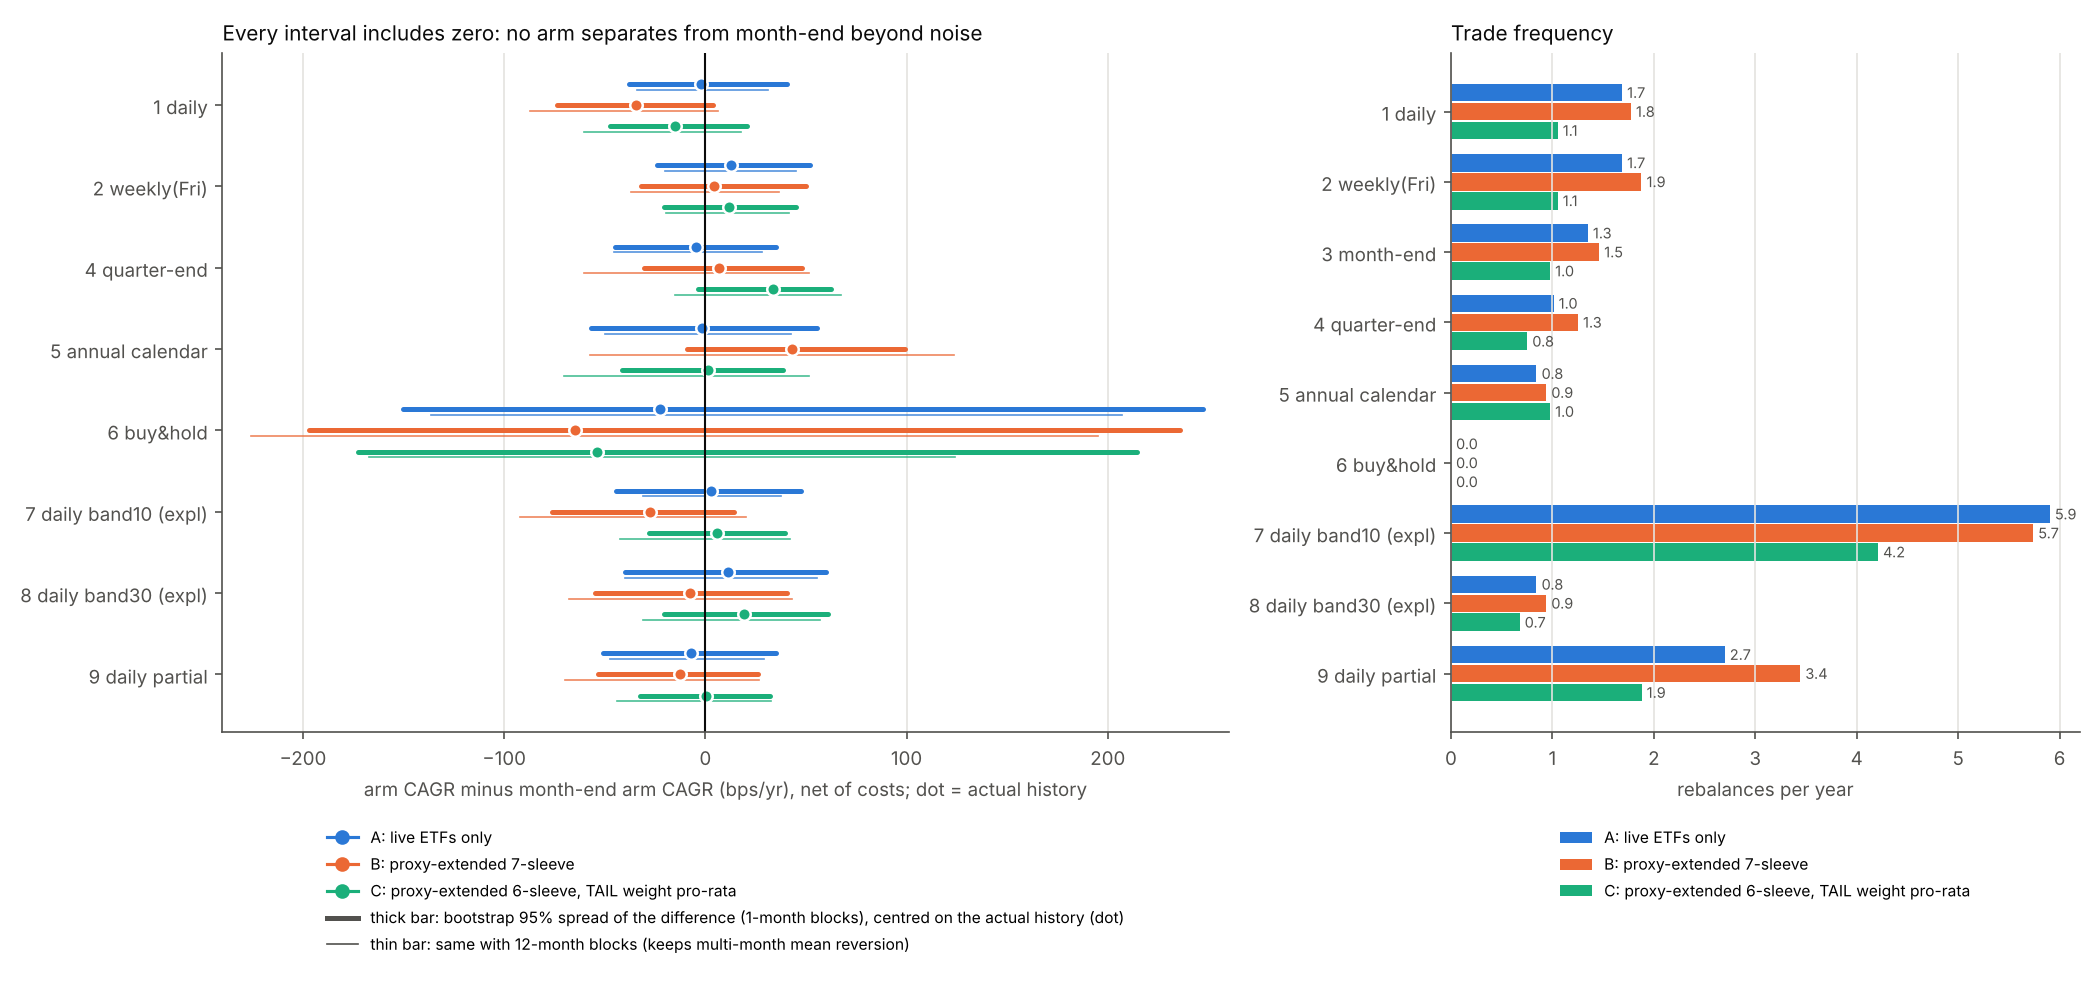 Every interval includes zero: no arm separates from month-end beyond noise
1 daily
2 weekly(Fri)
4 quarter-end
5 annual calendar
6 buy&hold
7 daily band10 (expl)
8 daily band30 (expl)
9 daily partial
−200
−100
0
100
200
arm CAGR minus month-end arm CAGR (bps/yr), net of costs; dot = actual history
A: live ETFs only
B: proxy-extended 7-sleeve
C: proxy-extended 6-sleeve, TAIL weight pro-rata
thick bar: bootstrap 95% spread of the difference (1-month blocks), centred on the actual history (dot)
thin bar: same with 12-month blocks (keeps multi-month mean reversion)
Trade frequency
1 daily
1.7
1.8
1.1
2 weekly(Fri)
1.7
1.9
1.1
3 month-end
1.3
1.5
1.0
4 quarter-end
1.0
1.3
0.8
5 annual calendar
0.8
0.9
1.0
6 buy&hold
0.0
0.0
0.0
7 daily band10 (expl)
5.9
5.7
4.2
8 daily band30 (expl)
0.8
0.9
0.7
9 daily partial
2.7
3.4
1.9
0
1
2
3
4
5
6
rebalances per year
A: live ETFs only
B: proxy-extended 7-sleeve
C: proxy-extended 6-sleeve, TAIL weight pro-rata